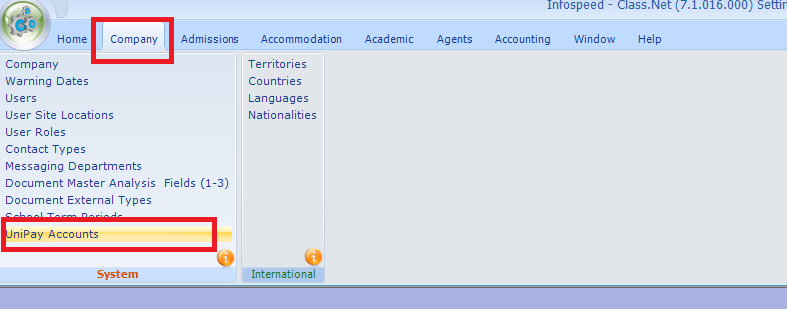 Infospeed - Class.Net (7.1.016.000) Settin
Home Company Admissions Accommodation Academic Agents Accounting Window Help
Company
Warning Dates
Users
User Site Locations
User Roles
Contact Types
Messaging Departments
Document Master Analysis Fields (1-3)
Document External Types
School Term Periods
UniPay Accounts
System
Territories
Countries
Languages
Nationalities
International